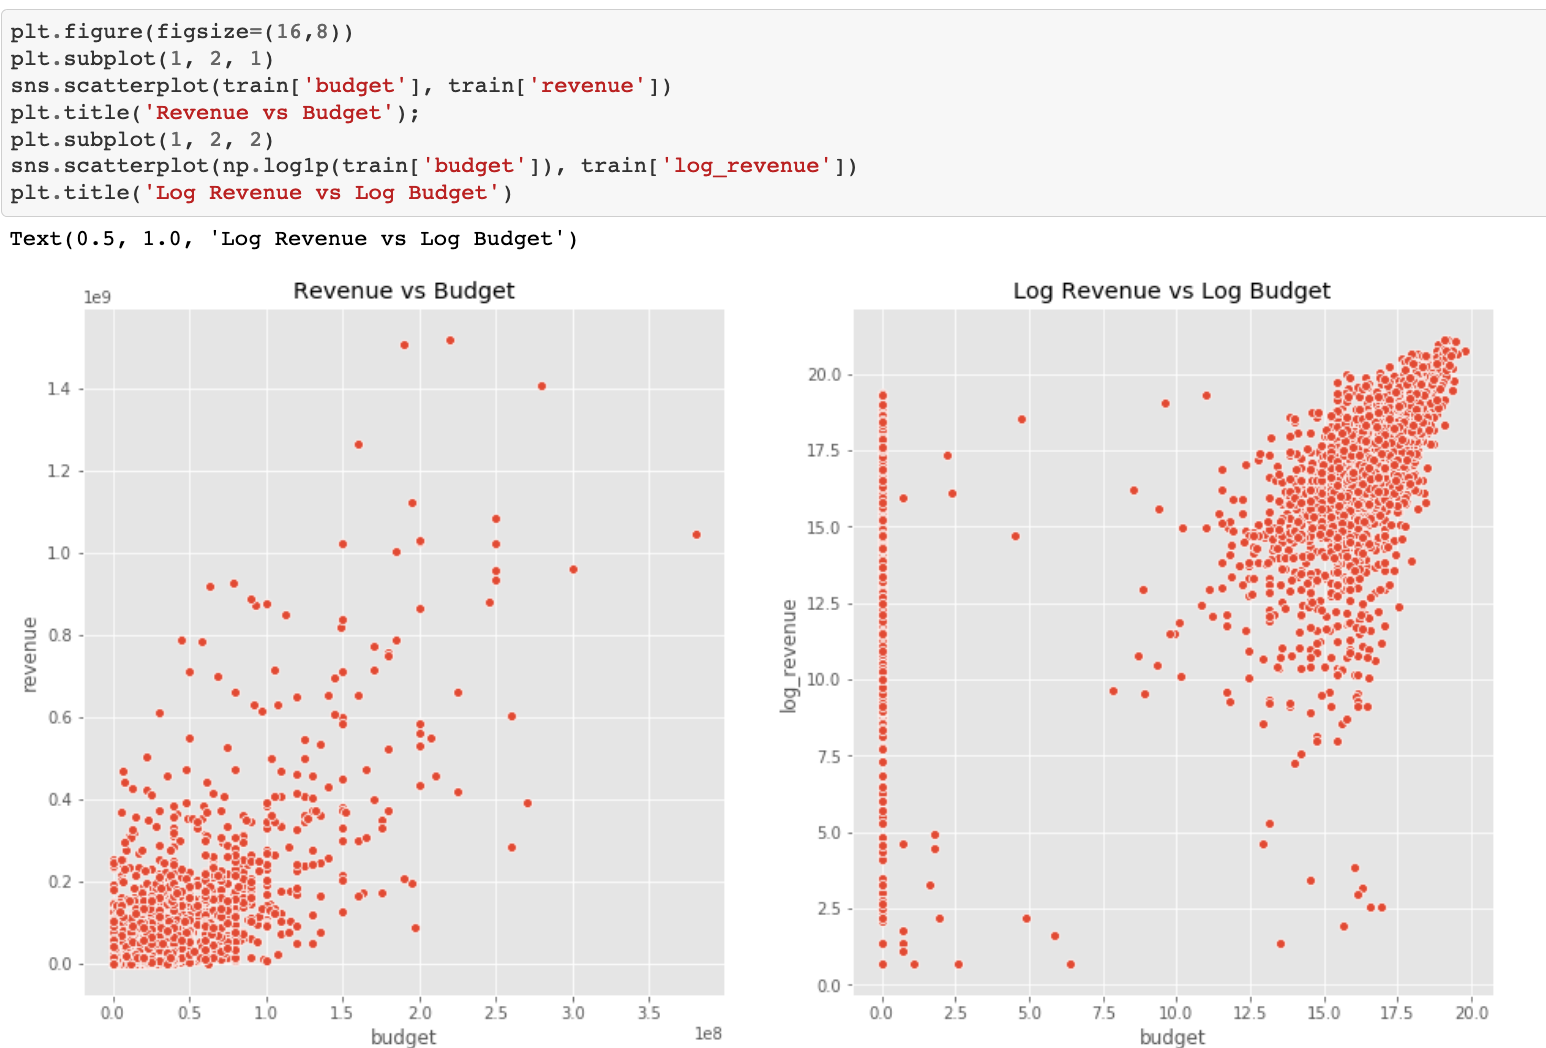 plt.figure(figsize=(16,8))
plt.subplot(1, 2, 1)
sns.scatterplot(train['budget'], train['revenue'])
plt.title('Revenue vs Budget');
plt.subplot(1, 2, 2)
sns.scatterplot(np.log1p(train['budget']), train['log_revenue'])
plt.title('Log Revenue vs Log Budget')
Text(0.5, 1.0, 'Log Revenue vs Log Budget')
Revenue vs Budget
1e9
1.4
1.2
1.0
0.8
0.6
0.4
0.2
0.0
revenue
0.0 0.5 1.0 1.5 2.0 2.5 3.0 3.5
1e8
budget
Log Revenue vs Log Budget
20.0
17.5
15.0
12.5
10.0
7.5
5.0
2.5
0.0
log_revenue
0.0 2.5 5.0 7.5 10.0 12.5 15.0 17.5 20.0
budget